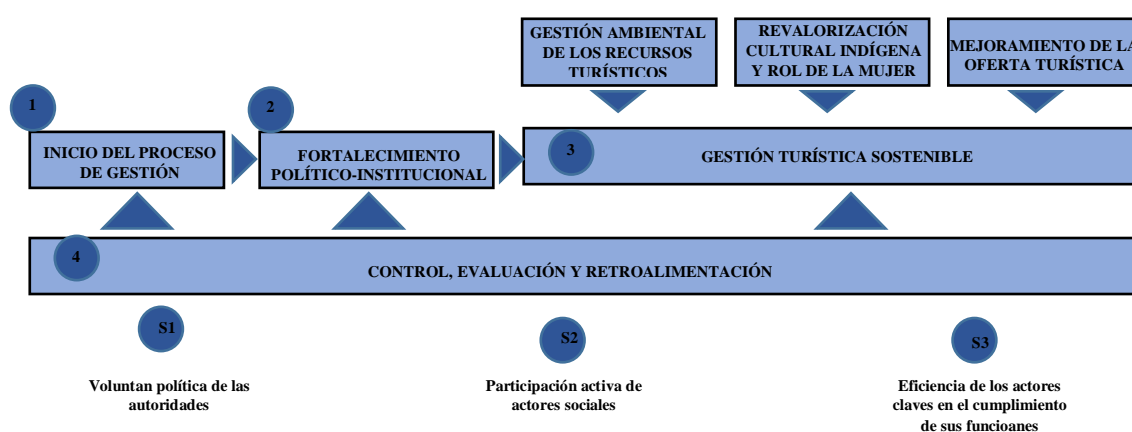 GESTIÓN AMBIENTAL
DE LOS RECURSOS
TURÍSTICOS
REVALORIZACIÓN
CULTURAL INDÍGENA
Y ROL DE LA MUJER
MEJORAMIENTO DE LA
OFERTA TURÍSTICA
1
INICIO DEL PROCESO
DE GESTIÓN
2
FORTALECIMIENTO
POLÍTICO-INSTITUCIONAL
3
GESTIÓN TURÍSTICA SOSTENIBLE
4
CONTROL, EVALUACIÓN Y RETROALIMENTACIÓN
S1
Voluntan política de las
autoridades
S2
Participación activa de
actores sociales
S3
Eficiencia de los actores
claves en el cumplimiento
de sus funcioanes